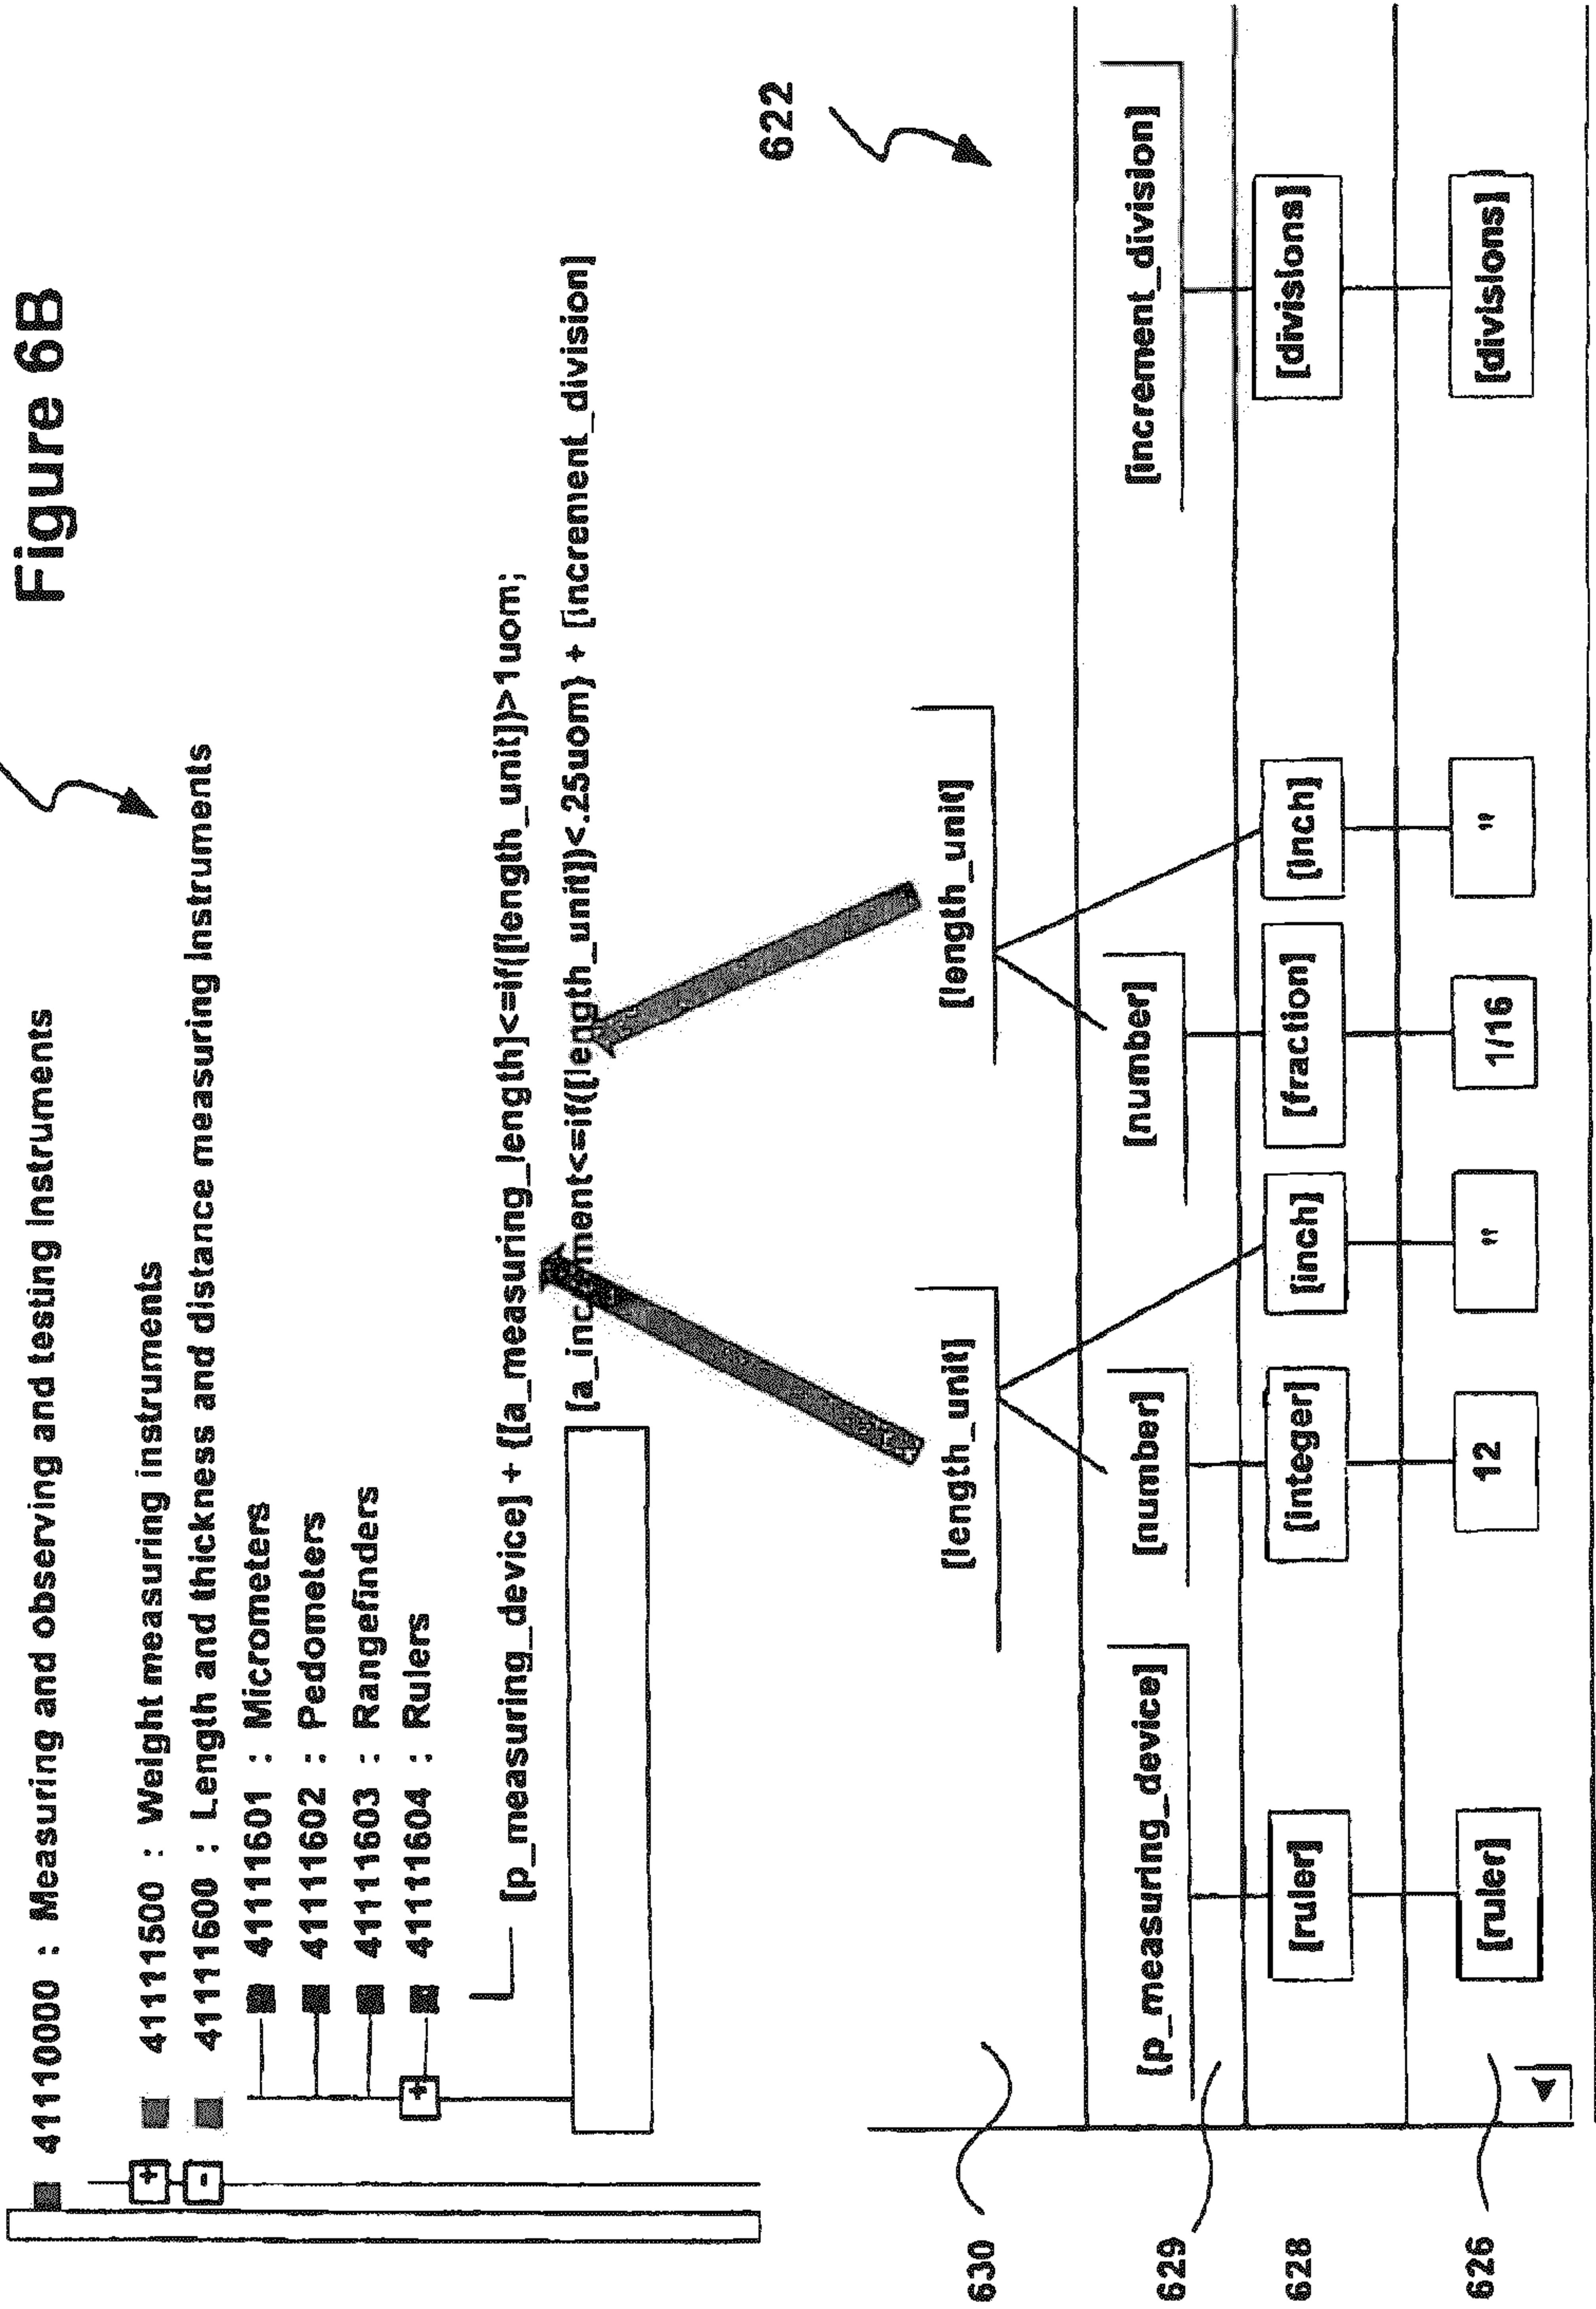 Figure 6B
41110000 : Measuring and observing and testing instruments
+ 41111500 : Weight measuring instruments
- 41111600 : Length and thickness and distance measuring instruments
41111601 : Micrometers
41111602 : Pedometers
41111603 : Rangefinders
+ 41111604 : Rulers
[p_measuring_device] + {[a_measuring_length]<=if([length_unit])>1uom;
[a_increment<=if([length_unit])<.25uom} + [increment_division]
622
630 [length_unit] [length_unit]
629 [p_measuring_device] [number] [number] [increment_division]
628 [ruler] [integer] [inch] [fraction] [inch] [divisions]
626 [ruler] 12 " 1/16 " [divisions]